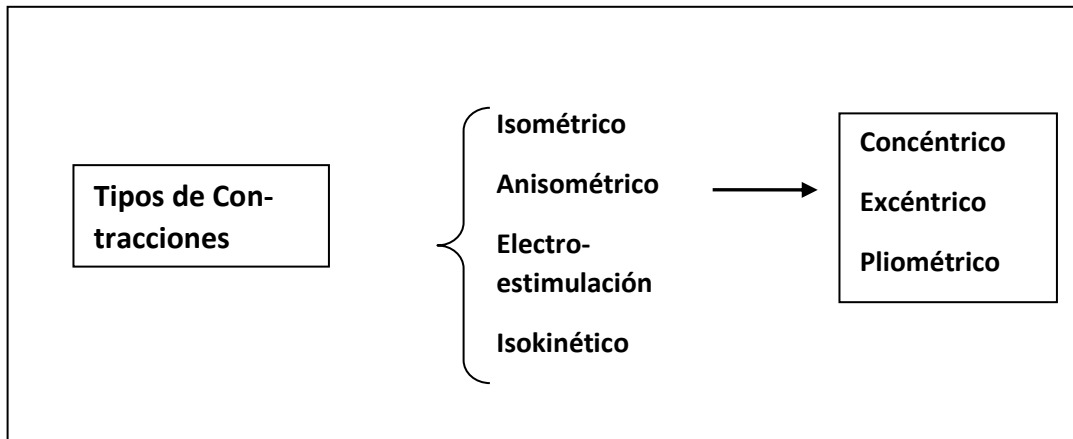 Tipos de Con-
tracciones
Isométrico
Anisométrico
Electro-
estimulación
Isokinético
Concéntrico
Excéntrico
Pliométrico